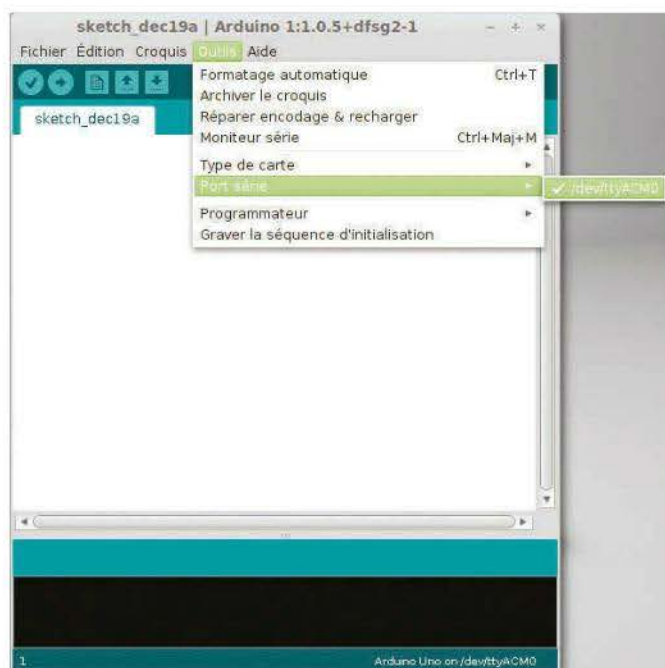 sketch_dec19a | Arduino 1:1.0.5+dfsg2-1
Fichier Édition Croquis Outils Aide
sketch_dec19a
Formatage automatique Ctrl+T
Archiver le croquis
Réparer encodage & recharger
Moniteur série Ctrl+Maj+M
Type de carte
Port série
/dev/ttyACM0
Programmateur
Graver la séquence d'initialisation
1 Arduino Uno on /dev/ttyACM0